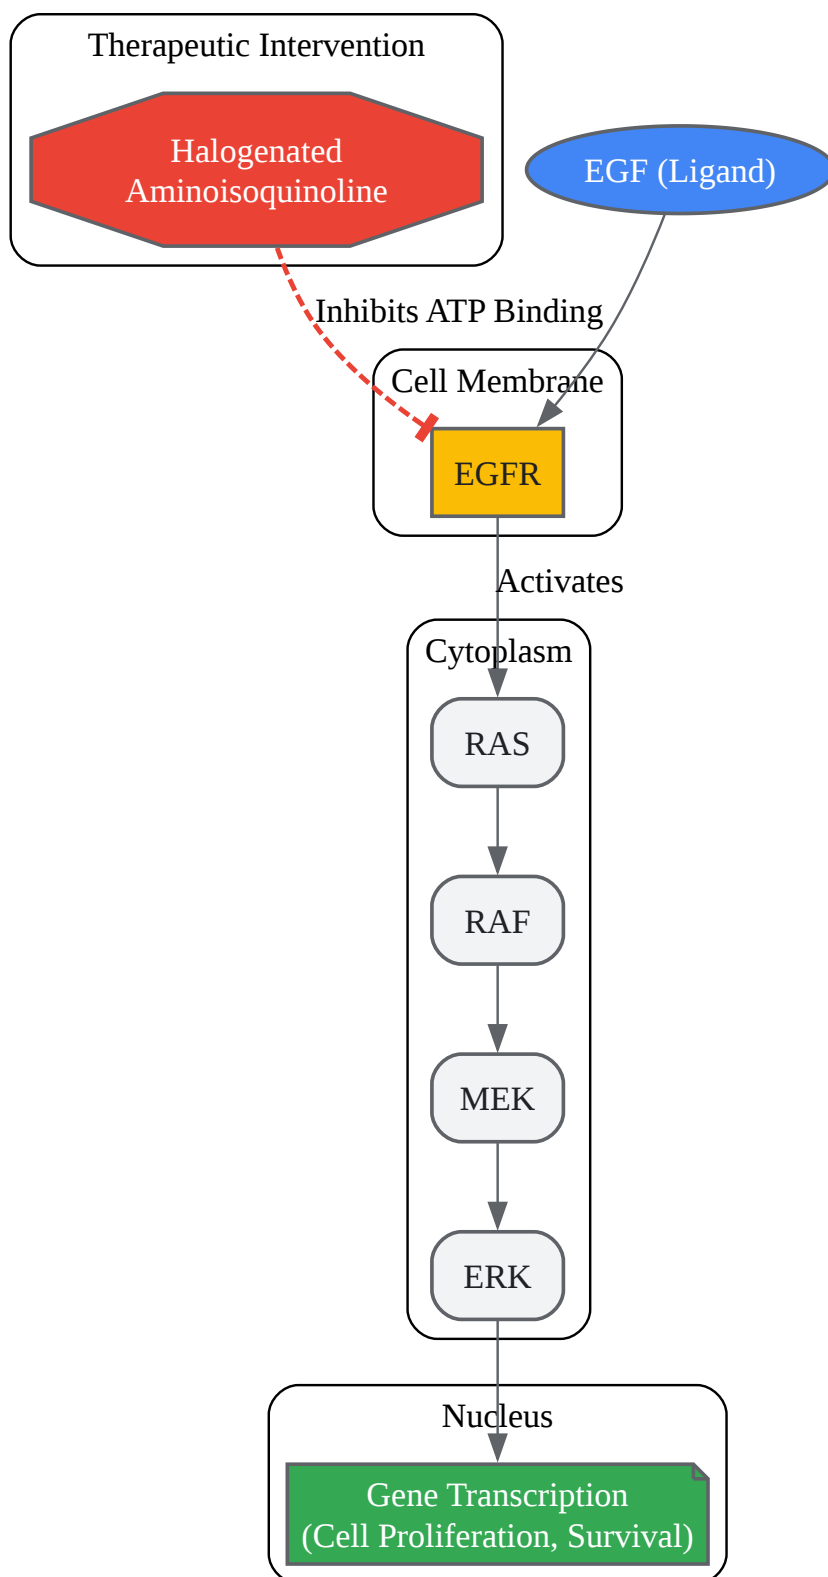 Therapeutic Intervention
Halogenated
Aminoisoquinoline
EGF (Ligand)
Inhibits ATP Binding
Cell Membrane
EGFR
Activates
Cytoplasm
RAS
RAF
MEK
ERK
Nucleus
Gene Transcription
(Cell Proliferation, Survival)